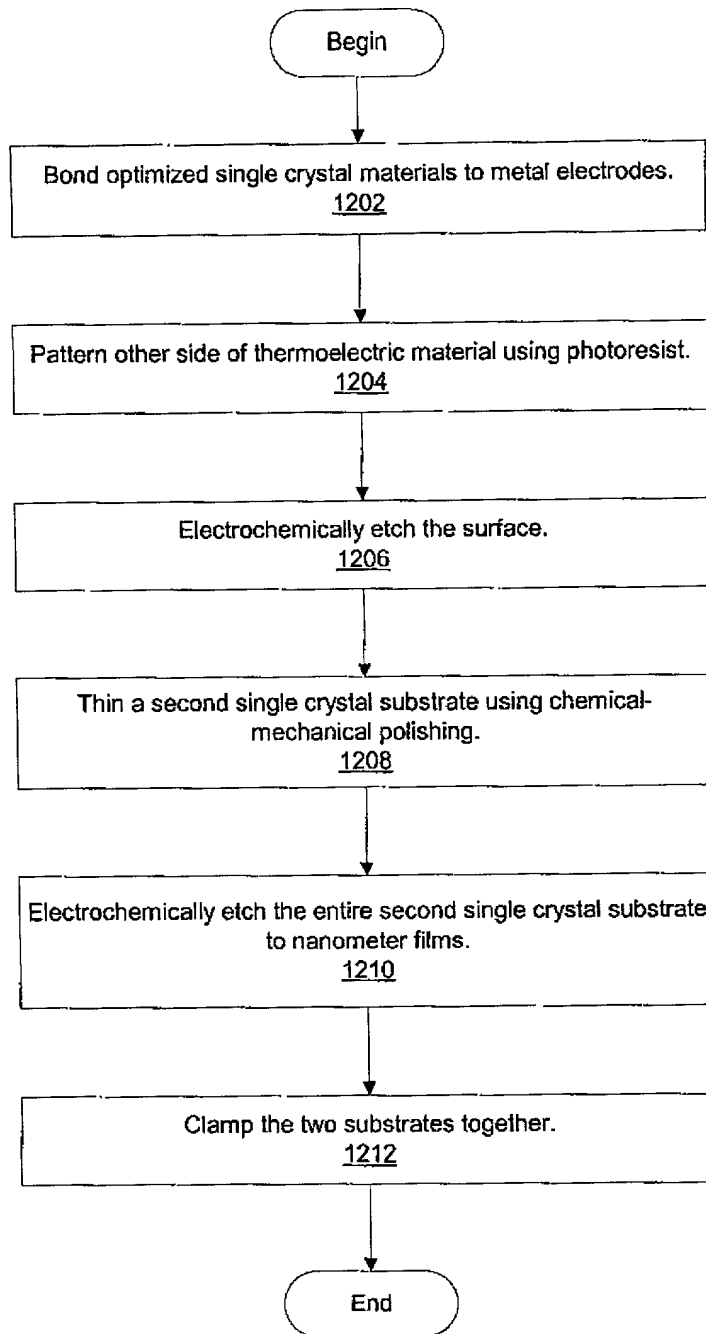 Begin
Bond optimized single crystal materials to metal electrodes.
1202
Pattern other side of thermoelectric material using photoresist.
1204
Electrochemically etch the surface.
1206
Thin a second single crystal substrate using chemical-
mechanical polishing.
1208
Electrochemically etch the entire second single crystal substrate
to nanometer films.
1210
Clamp the two substrates together.
1212
End